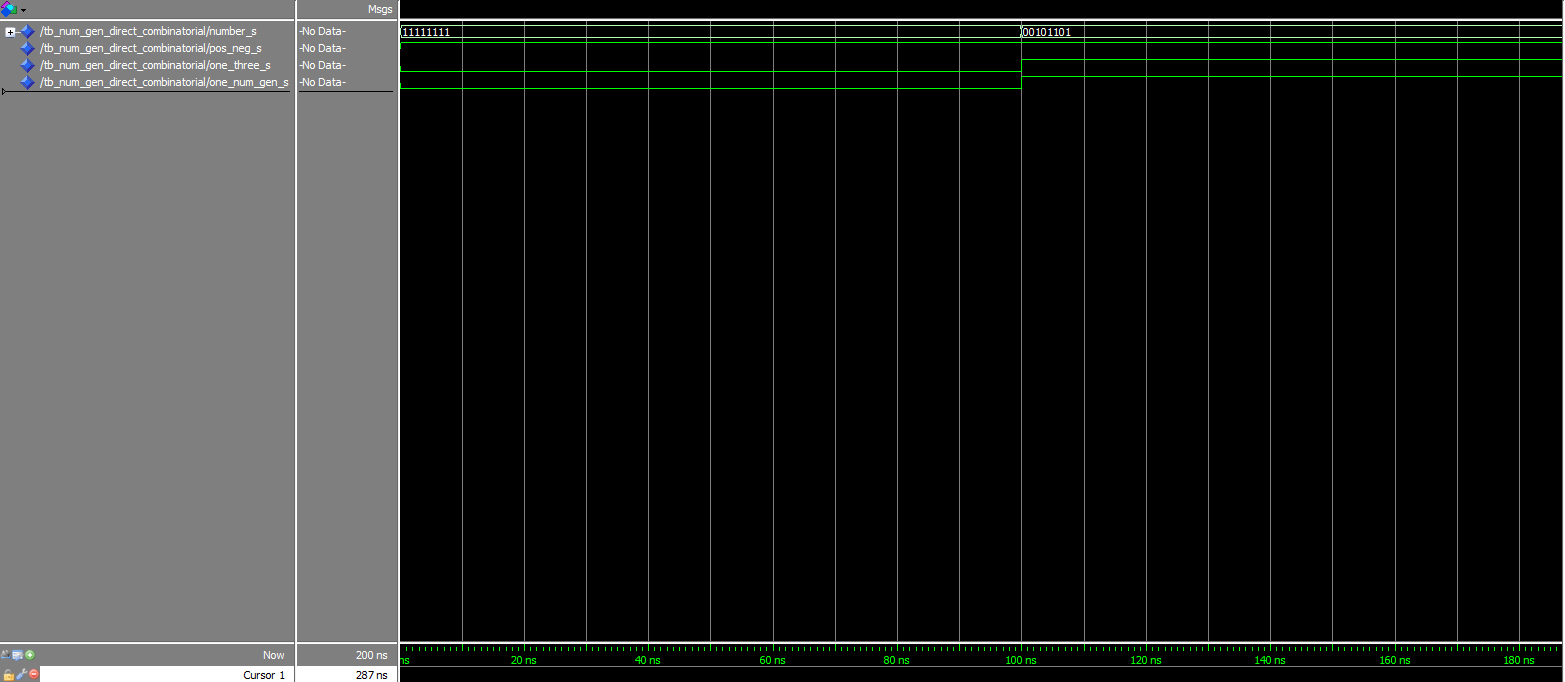 Msgs
/tb_num_gen_direct_combinatorial/number_s -No Data- 11111111 00101101
/tb_num_gen_direct_combinatorial/pos_neg_s -No Data-
/tb_num_gen_direct_combinatorial/one_three_s -No Data-
/tb_num_gen_direct_combinatorial/one_num_gen_s -No Data-
Now 200 ns ns 20 ns 40 ns 60 ns 80 ns 100 ns 120 ns 140 ns 160 ns 180 ns
Cursor 1 287 ns